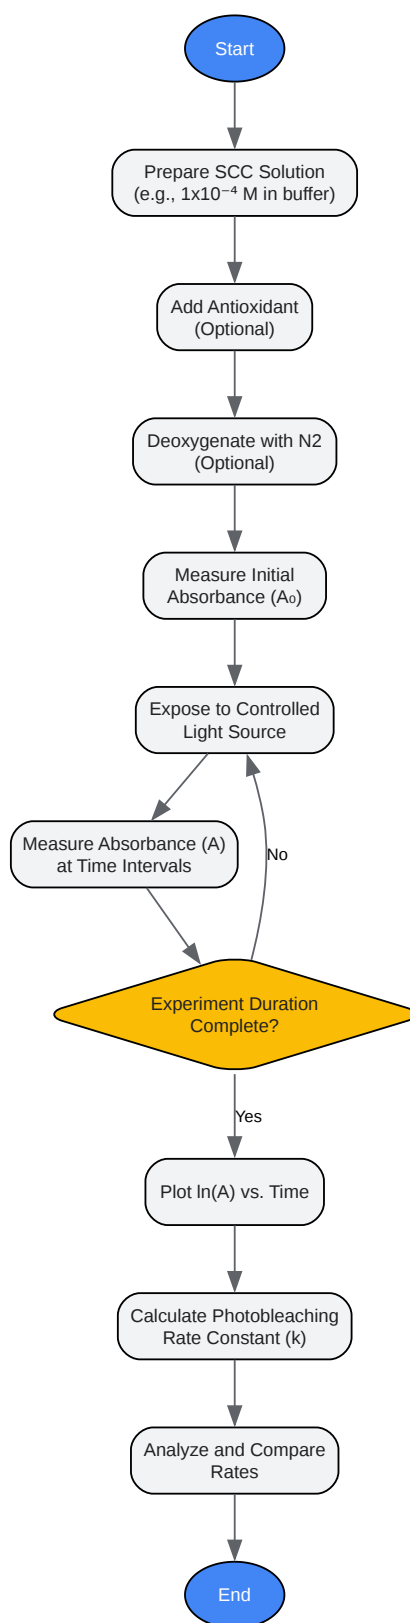 Start
Prepare SCC Solution
(e.g., 1x10⁻⁴ M in buffer)
Add Antioxidant
(Optional)
Deoxygenate with N2
(Optional)
Measure Initial
Absorbance (A₀)
Expose to Controlled
Light Source
Measure Absorbance (A)
at Time Intervals
No
Experiment Duration
Complete?
Yes
Plot ln(A) vs. Time
Calculate Photobleaching
Rate Constant (k)
Analyze and Compare
Rates
End